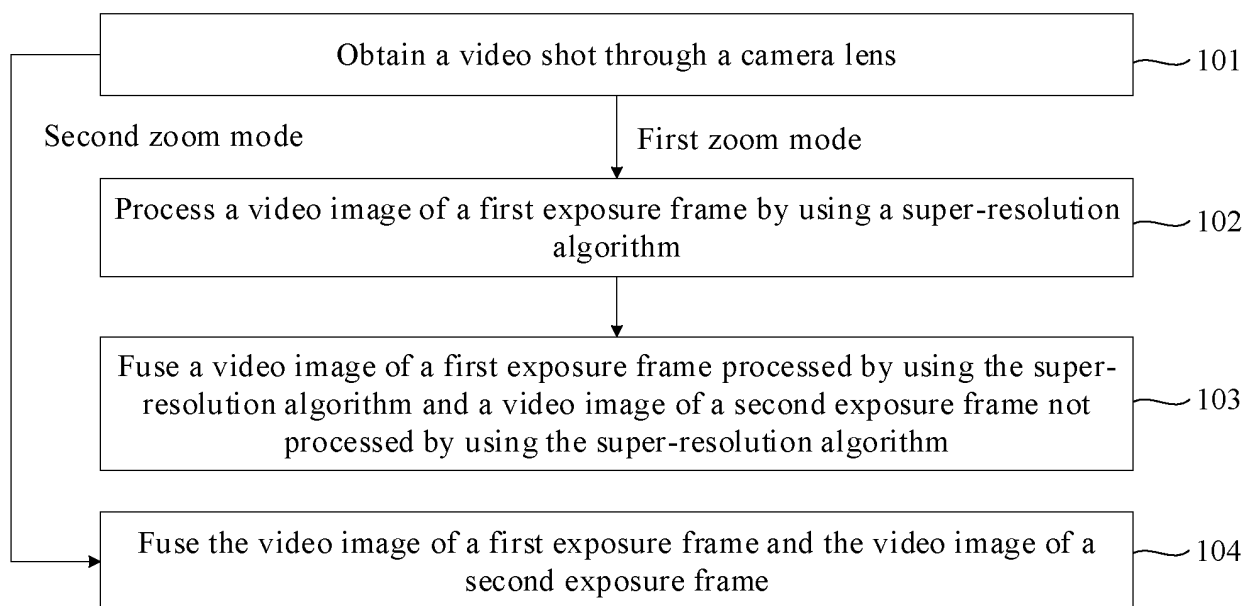 Obtain a video shot through a camera lens
101
Second zoom mode
First zoom mode
Process a video image of a first exposure frame by using a super-resolution
algorithm
102
Fuse a video image of a first exposure frame processed by using the super-
resolution algorithm and a video image of a second exposure frame not
processed by using the super-resolution algorithm
103
Fuse the video image of a first exposure frame and the video image of a
second exposure frame
104